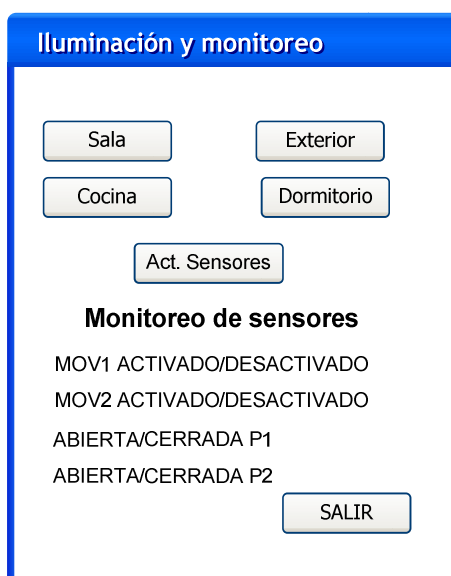 Iluminación y monitoreo
Sala
Exterior
Cocina
Dormitorio
Act. Sensores
Monitoreo de sensores
MOV1 ACTIVADO/DESACTIVADO
MOV2 ACTIVADO/DESACTIVADO
ABIERTA/CERRADA P1
ABIERTA/CERRADA P2
SALIR